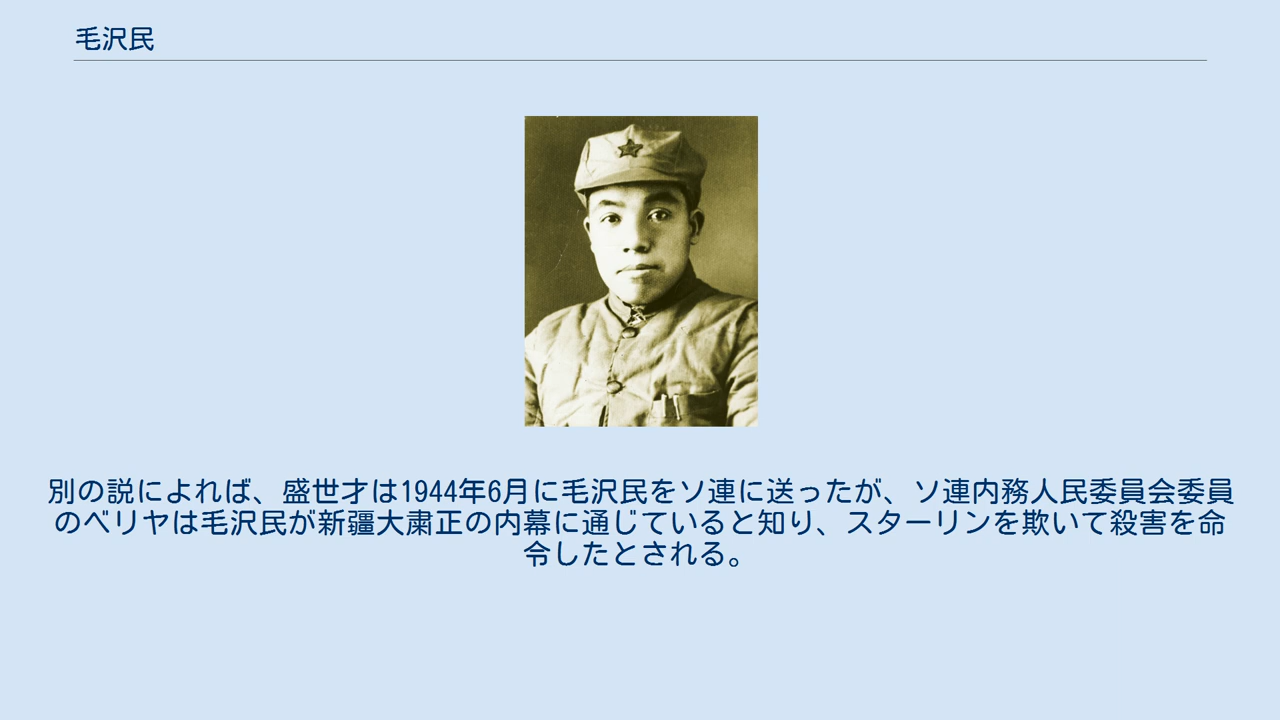 毛沢民
別の説によれば、盛世才は1944年6月に毛沢民をソ連に送ったが、ソ連内務人民委員会委員
のベリヤは毛沢民が新疆大粛正の内幕に通じていると知り、スターリンを欺いて殺害を命
令したとされる。